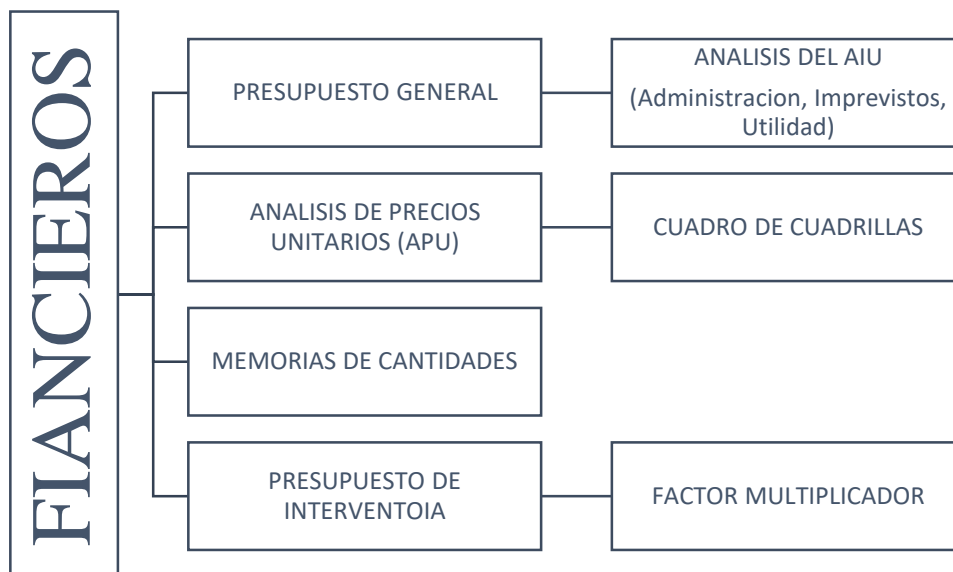 FIANCIEROS
PRESUPUESTO GENERAL
ANALISIS DEL AIU
(Administracion, Imprevistos,
Utilidad)
ANALISIS DE PRECIOS
UNITARIOS (APU)
CUADRO DE CUADRILLAS
MEMORIAS DE CANTIDADES
PRESUPUESTO DE
INTERVENTOIA
FACTOR MULTIPLICADOR